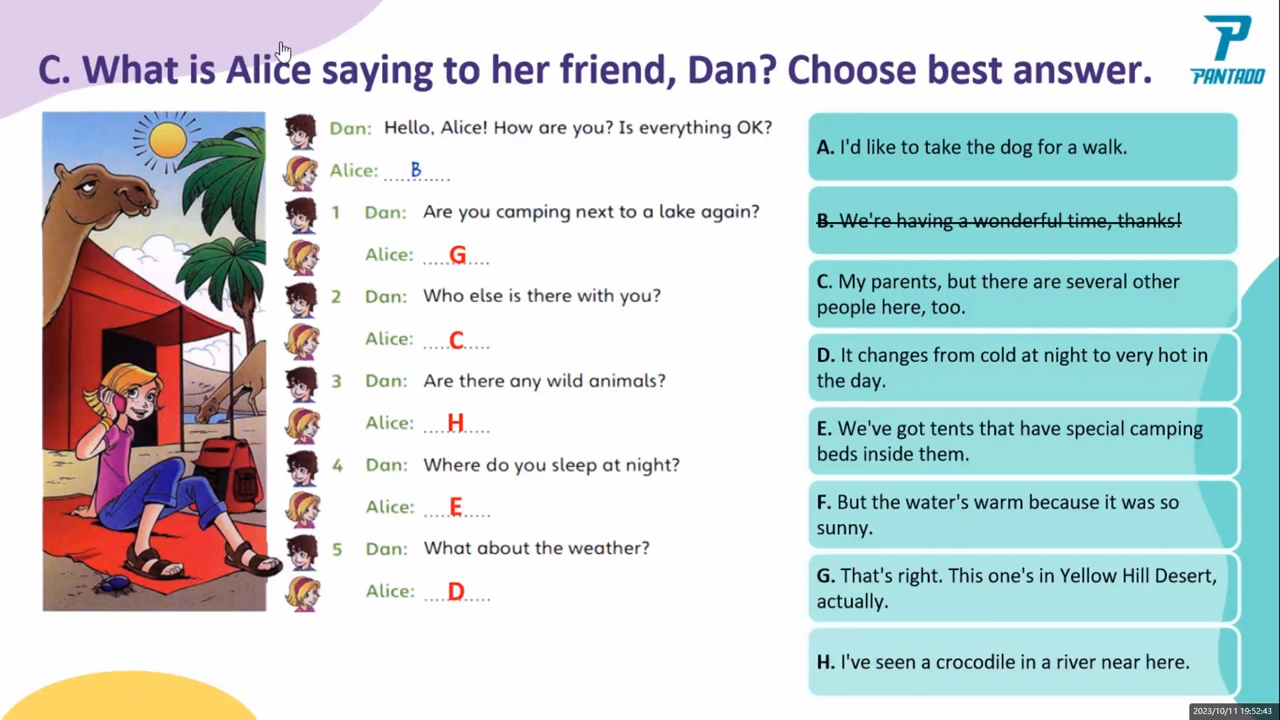 C. What is Alice saying to her friend, Dan? Choose best answer.
PANTADO
Dan: Hello, Alice! How are you? Is everything OK?
Alice: ....B....
1 Dan: Are you camping next to a lake again?
Alice: ....G....
2 Dan: Who else is there with you?
Alice: ....C....
3 Dan: Are there any wild animals?
Alice: ....H....
4 Dan: Where do you sleep at night?
Alice: ....E....
5 Dan: What about the weather?
Alice: ....D....
A. I'd like to take the dog for a walk.
B. We're having a wonderful time, thanks!
C. My parents, but there are several other
people here, too.
D. It changes from cold at night to very hot in
the day.
E. We've got tents that have special camping
beds inside them.
F. But the water's warm because it was so
sunny.
G. That's right. This one's in Yellow Hill Desert,
actually.
H. I've seen a crocodile in a river near here.
2023/10/11 19:52:43